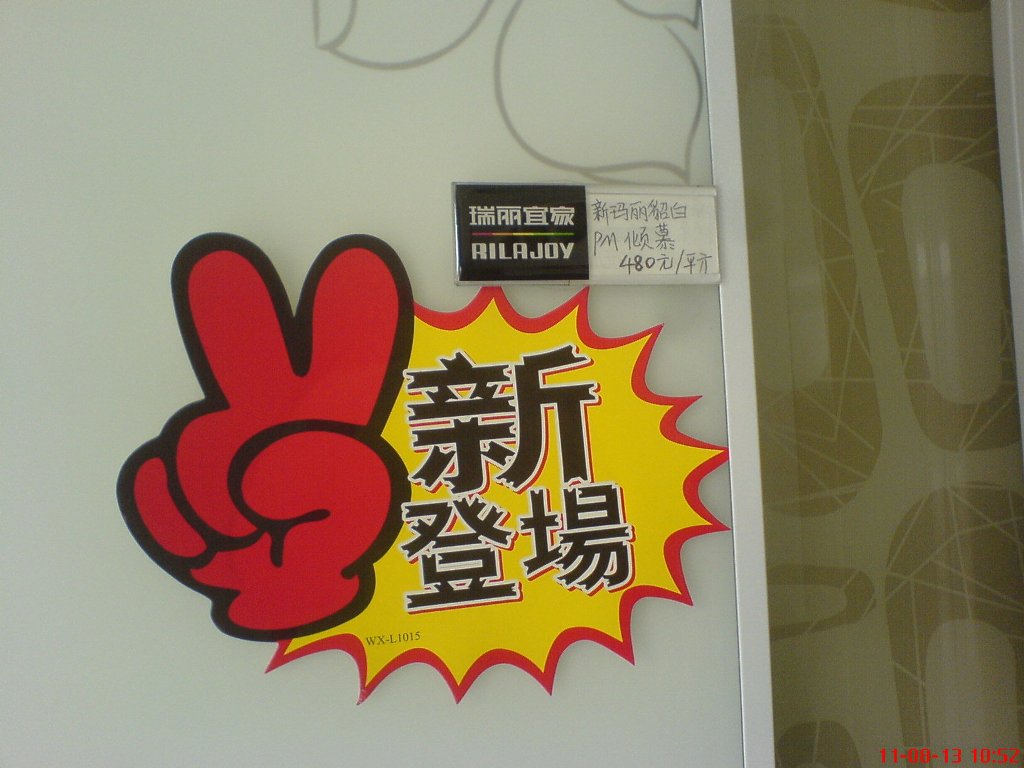 瑞丽宜家
RILAJOY
新玛丽貂白
PM 倾慕
480元/平方
新
登場
WX-L1015
11-08-13 10:52